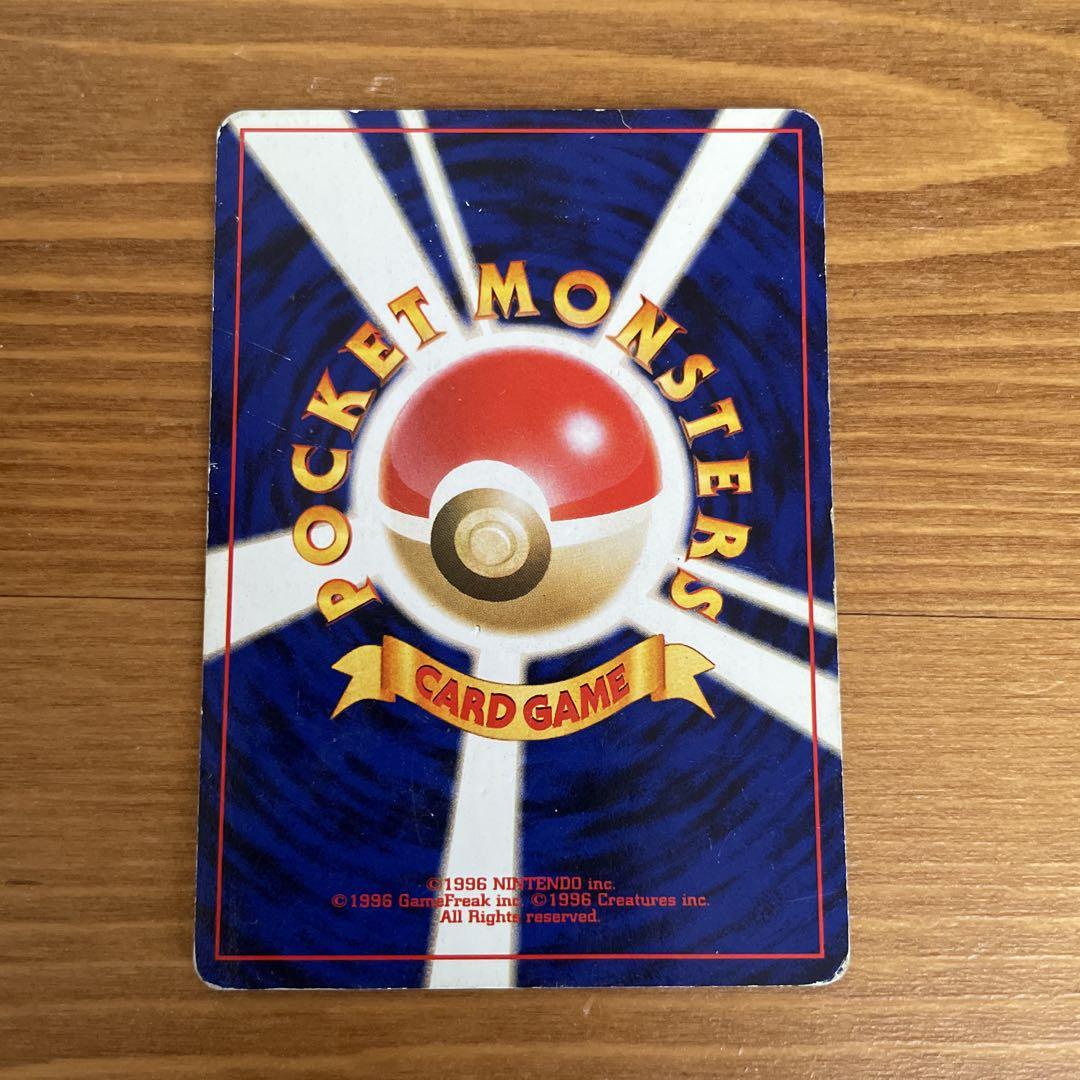 POCKET MONSTERS
CARD GAME
©1996 NINTENDO inc.
©1996 GameFreak inc. ©1996 Creatures inc.
All Rights reserved.